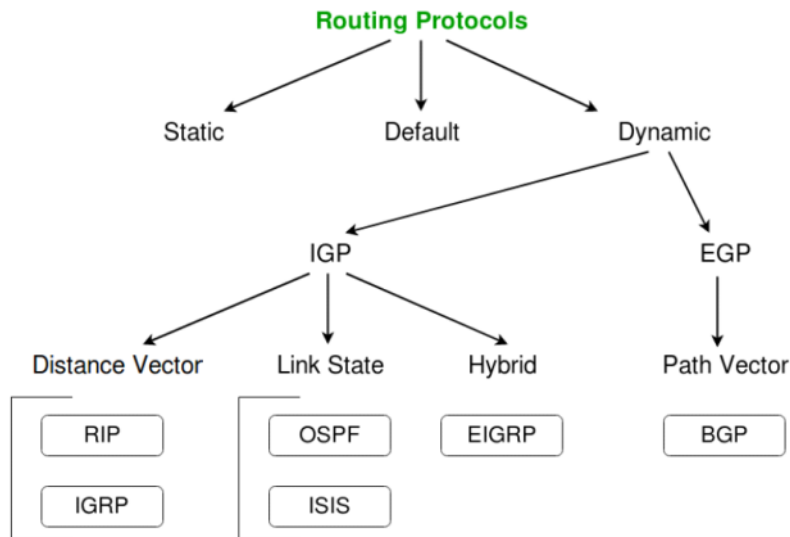 Routing Protocols
Static Default Dynamic
IGP EGP
Distance Vector Link State Hybrid Path Vector
RIP OSPF EIGRP BGP
IGRP ISIS